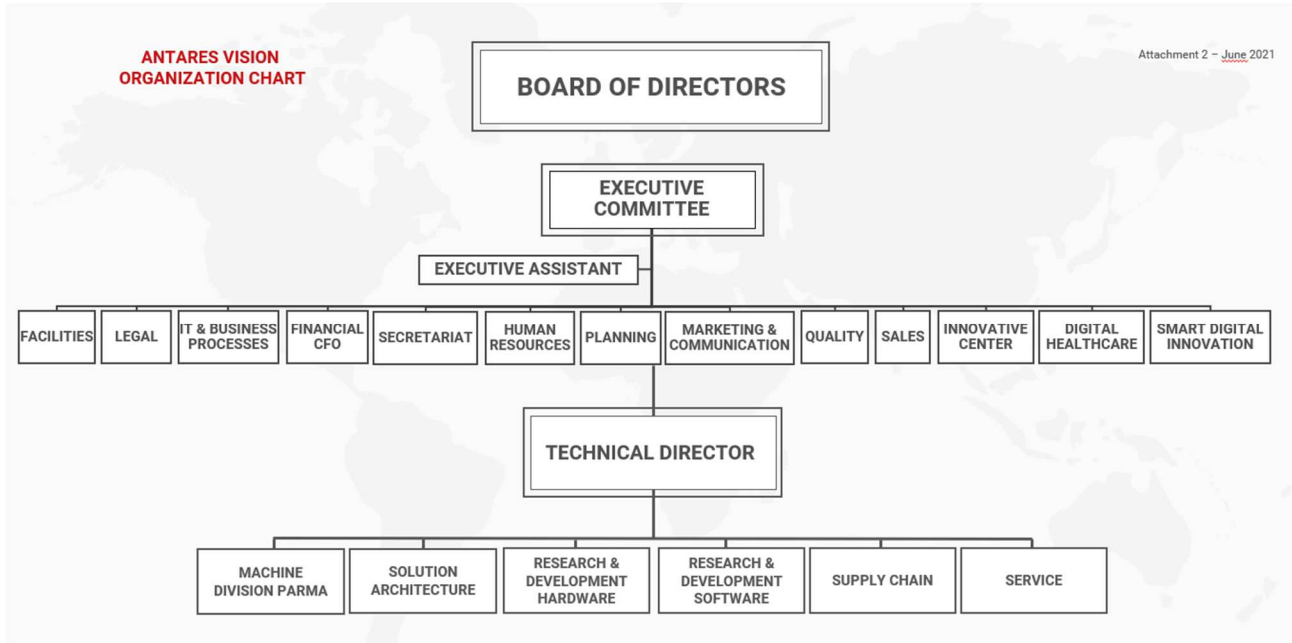 ANTARES VISION
ORGANIZATION CHART
Attachment 2 – June 2021
BOARD OF DIRECTORS
EXECUTIVE
COMMITTEE
EXECUTIVE ASSISTANT
FACILITIES
LEGAL
IT & BUSINESS
PROCESSES
FINANCIAL
CFO
SECRETARIAT
HUMAN
RESOURCES
PLANNING
MARKETING &
COMMUNICATION
QUALITY
SALES
INNOVATIVE
CENTER
DIGITAL
HEALTHCARE
SMART DIGITAL
INNOVATION
TECHNICAL DIRECTOR
MACHINE
DIVISION PARMA
SOLUTION
ARCHITECTURE
RESEARCH &
DEVELOPMENT
HARDWARE
RESEARCH &
DEVELOPMENT
SOFTWARE
SUPPLY CHAIN
SERVICE